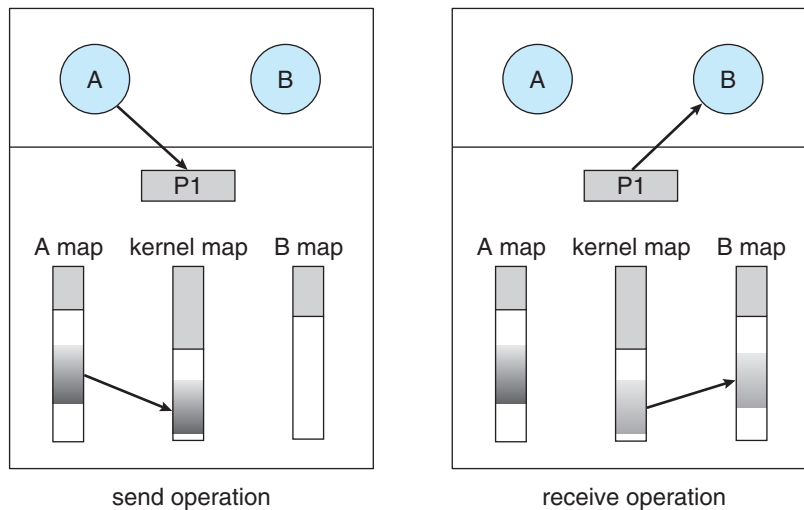 A B
P1
A map kernel map B map
send operation
A B
P1
A map kernel map B map
receive operation